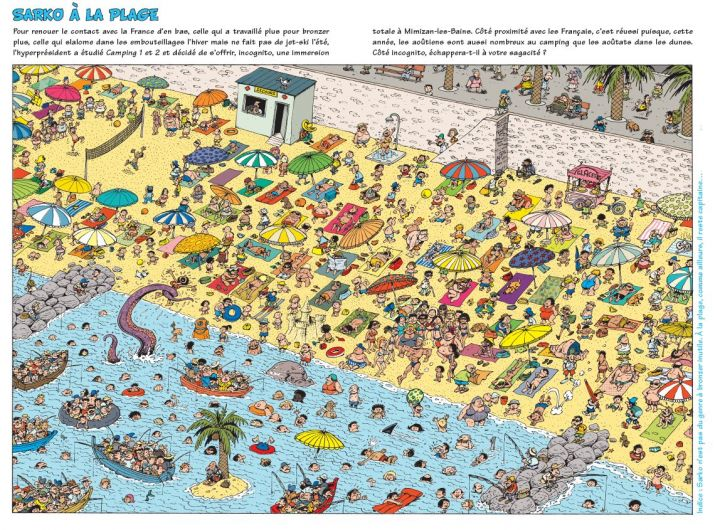 SARKO À LA PLAGE
Pour renouer le contact avec la France d'en bas, celle qui a travaillé plus pour bronzer
plus, celle qui slalome dans les embouteillages l'hiver mais ne fait pas de jet-ski l'été,
l'hyperprésident a étudié Camping 1 et 2 et décidé de s'offrir, incognito, une immersion
totale à Mimizan-les-Bains. Côté proximité avec les Français, c'est réussi puisque, cette
année, les aoûtiens sont aussi nombreux au camping que les aoûtats dans les dunes.
Côté incognito, échappera-t-il à votre sagacité ?
Indice : Sarko n'est pas du genre à bronzer inutile. À la plage, comme ailleurs, il reste capitaine...